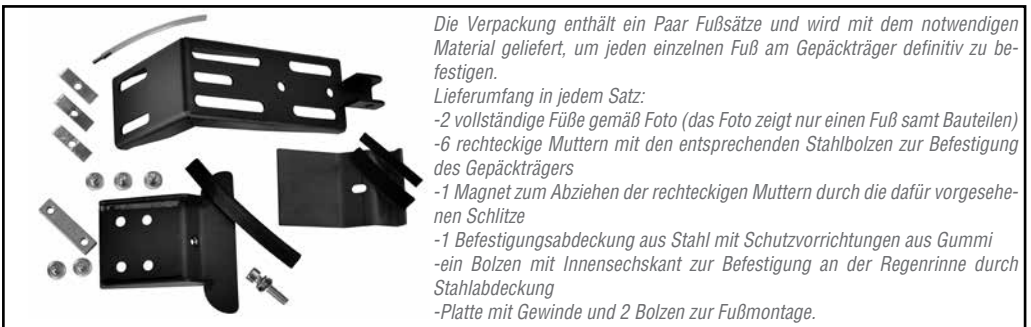 Die Verpackung enthält ein Paar Fußsätze und wird mit dem notwendigen
Material geliefert, um jeden einzelnen Fuß am Gepäckträger definitiv zu be-
festigen.
Lieferumfang in jedem Satz:
-2 vollständige Füße gemäß Foto (das Foto zeigt nur einen Fuß samt Bauteilen)
-6 rechteckige Muttern mit den entsprechenden Stahlbolzen zur Befestigung
des Gepäckträgers
-1 Magnet zum Abziehen der rechteckigen Muttern durch die dafür vorgesehe-
nen Schlitze
-1 Befestigungsabdeckung aus Stahl mit Schutzvorrichtungen aus Gummi
-ein Bolzen mit Innensechskant zur Befestigung an der Regenrinne durch
Stahlabdeckung
-Platte mit Gewinde und 2 Bolzen zur Fußmontage.